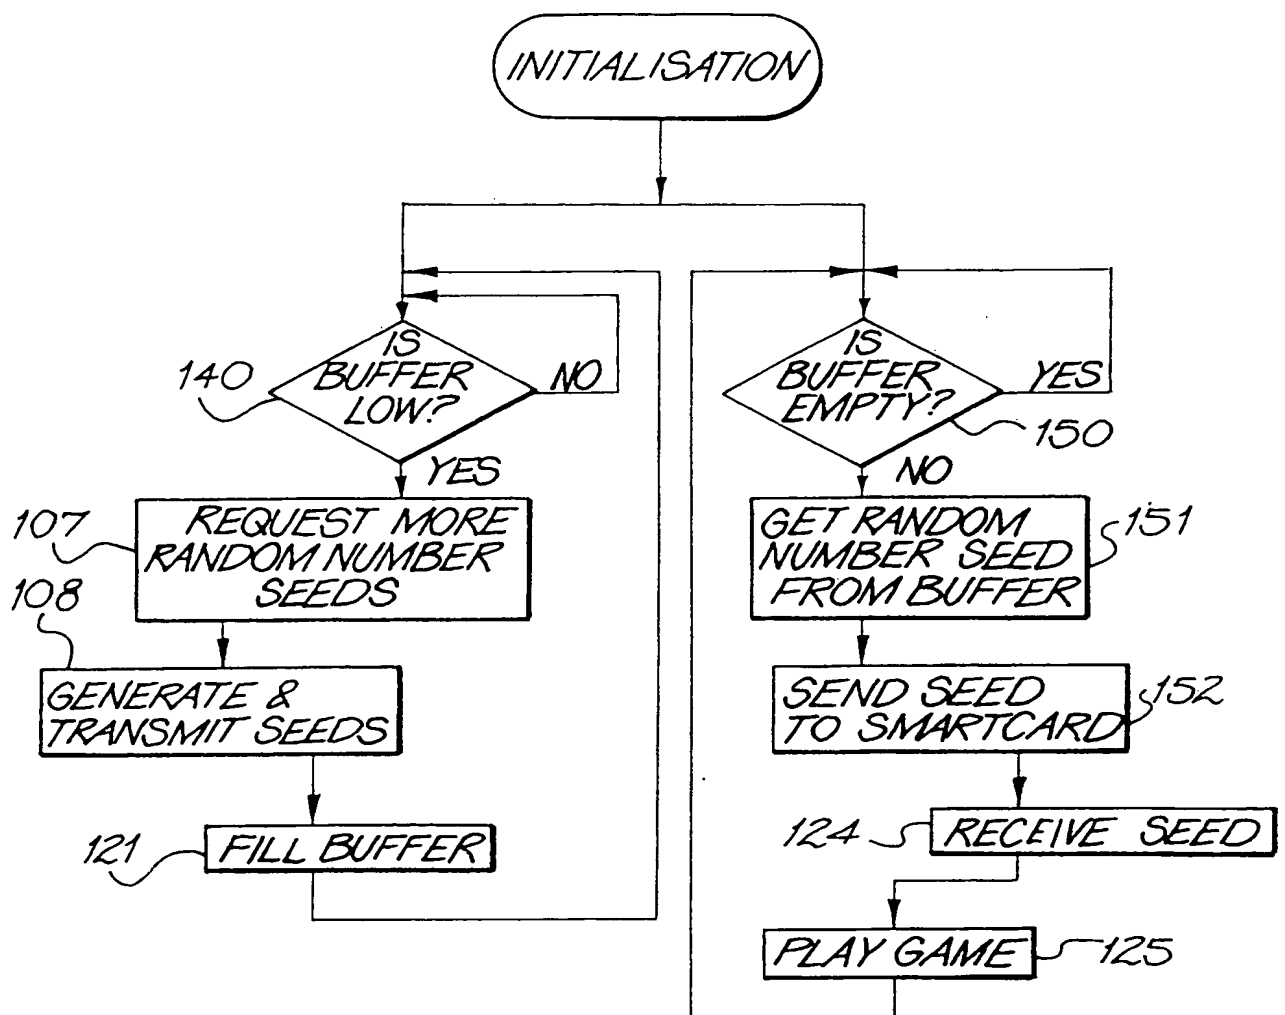 INITIALISATION
IS
BUFFER
LOW?
140
NO
YES
REQUEST MORE
RANDOM NUMBER
SEEDS
107
108
GENERATE &
TRANSMIT SEEDS
121
FILL BUFFER
IS
BUFFER
EMPTY?
YES
150
NO
GET RANDOM
NUMBER SEED
FROM BUFFER
151
SEND SEED
TO SMARTCARD
152
124
RECEIVE SEED
PLAY GAME
125